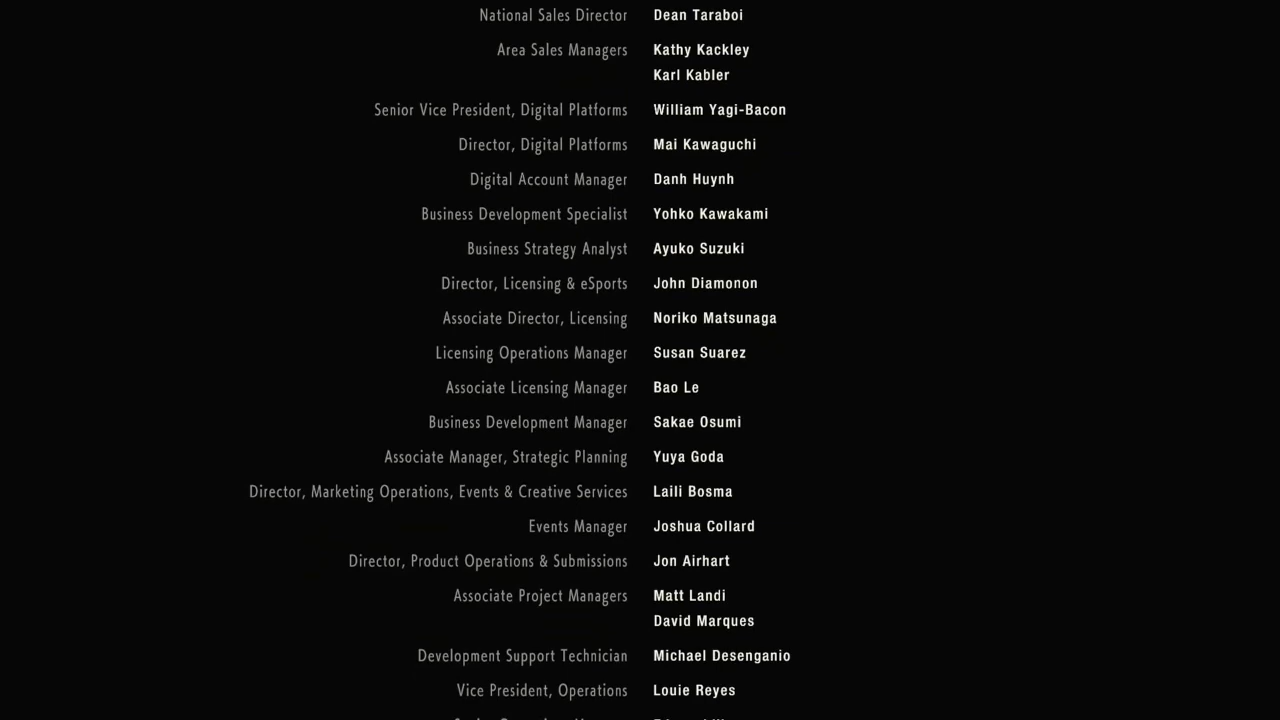 National Sales Director Dean Taraboi
Area Sales Managers Kathy Kackley
Karl Kabler
Senior Vice President, Digital Platforms William Yagi-Bacon
Director, Digital Platforms Mai Kawaguchi
Digital Account Manager Danh Huynh
Business Development Specialist Yohko Kawakami
Business Strategy Analyst Ayuko Suzuki
Director, Licensing & eSports John Diamonon
Associate Director, Licensing Noriko Matsunaga
Licensing Operations Manager Susan Suarez
Associate Licensing Manager Bao Le
Business Development Manager Sakae Osumi
Associate Manager, Strategic Planning Yuya Goda
Director, Marketing Operations, Events & Creative Services Laili Bosma
Events Manager Joshua Collard
Director, Product Operations & Submissions Jon Airhart
Associate Project Managers Matt Landi
David Marques
Development Support Technician Michael Desenganio
Vice President, Operations Louie Reyes